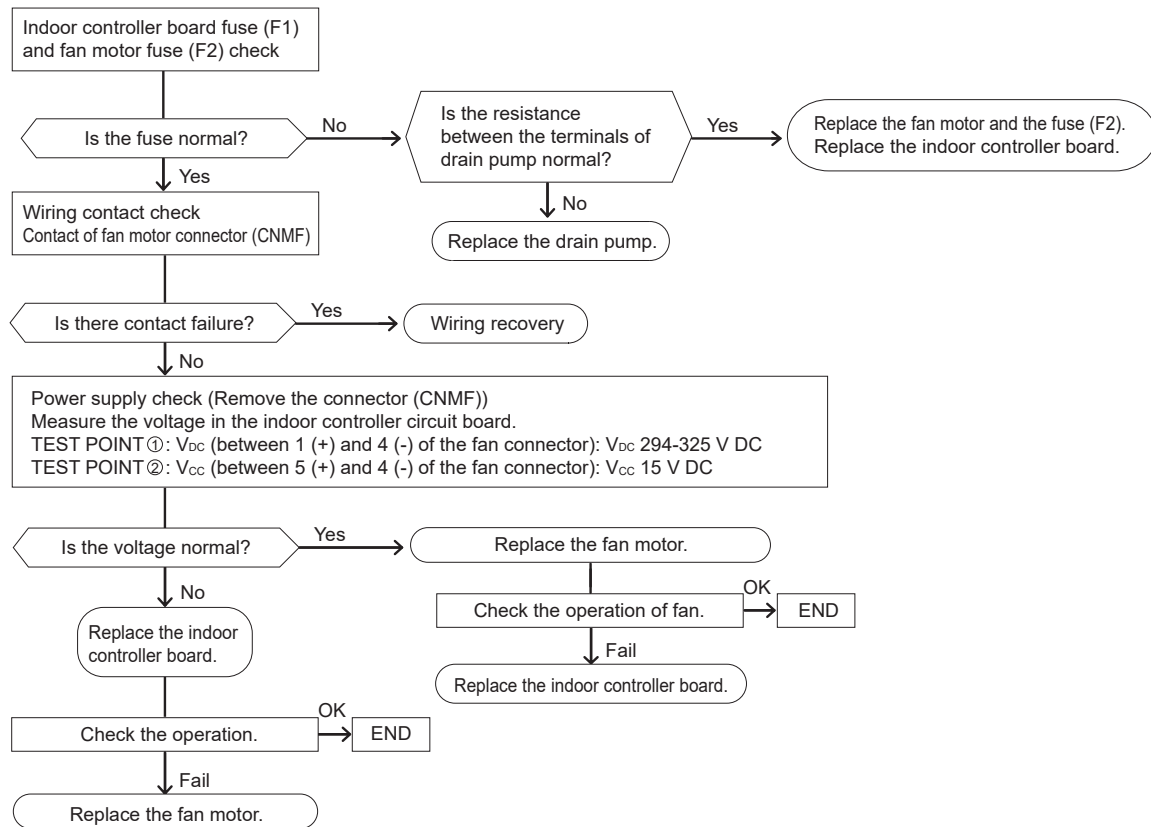 Indoor controller board fuse (F1)
and fan motor fuse (F2) check
Is the fuse normal?
No
Is the resistance
between the terminals of
drain pump normal?
Yes
Replace the fan motor and the fuse (F2).
Replace the indoor controller board.
No
Replace the drain pump.
Yes
Wiring contact check
Contact of fan motor connector (CNMF)
Is there contact failure?
Yes
Wiring recovery
No
Power supply check (Remove the connector (CNMF))
Measure the voltage in the indoor controller circuit board.
TEST POINT ①: VDC (between 1 (+) and 4 (-) of the fan connector): VDC 294-325 V DC
TEST POINT ②: VCC (between 5 (+) and 4 (-) of the fan connector): VCC 15 V DC
Is the voltage normal?
Yes
Replace the fan motor.
Check the operation of fan.
OK
END
Fail
Replace the indoor controller board.
No
Replace the indoor
controller board.
Check the operation.
OK
END
Fail
Replace the fan motor.